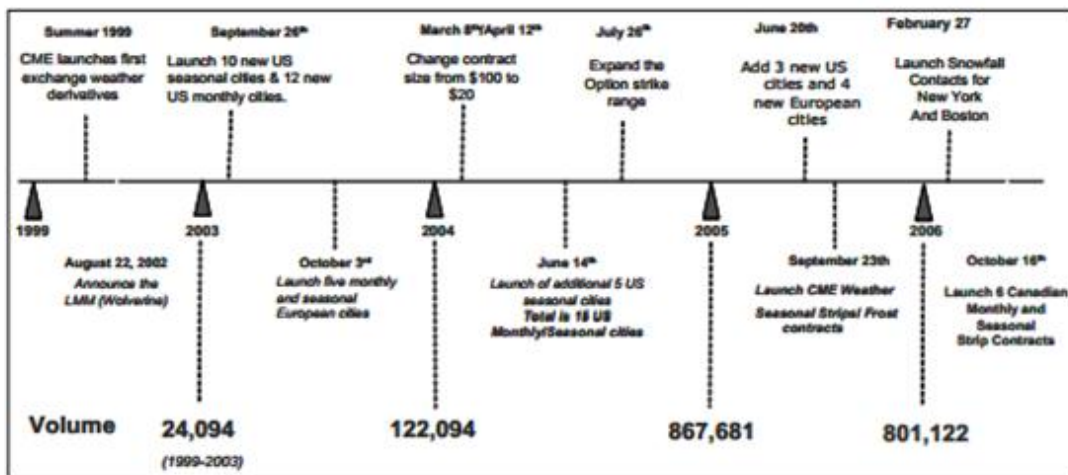 Summer 1999
CME launches first
exchange weather
derivatives
September 26th
Launch 10 new US
seasonal cities & 12 new
US monthly cities.
March 8th/April 12th
Change contract
size from $100 to
$20
July 26th
Expand the
Option strike
range
June 20th
Add 3 new US
cities and 4
new European
cities
February 27
Launch Snowfall
Contacts for
New York
And Boston
1999
2003
2004
2005
2006
August 22, 2002
Announce the
LMM (Wolverine)
October 3rd
Launch five monthly
and seasonal
European cities
June 14th
Launch of additional 5 US
seasonal cities
Total is 15 US
Monthly/Seasonal cities
September 23th
Launch CME Weather
Seasonal Strips/ Frost
contracts
October 16th
Launch 6 Canadian
Monthly and
Seasonal
Strip Contracts
Volume
24,094
(1999-2003)
122,094
867,681
801,122